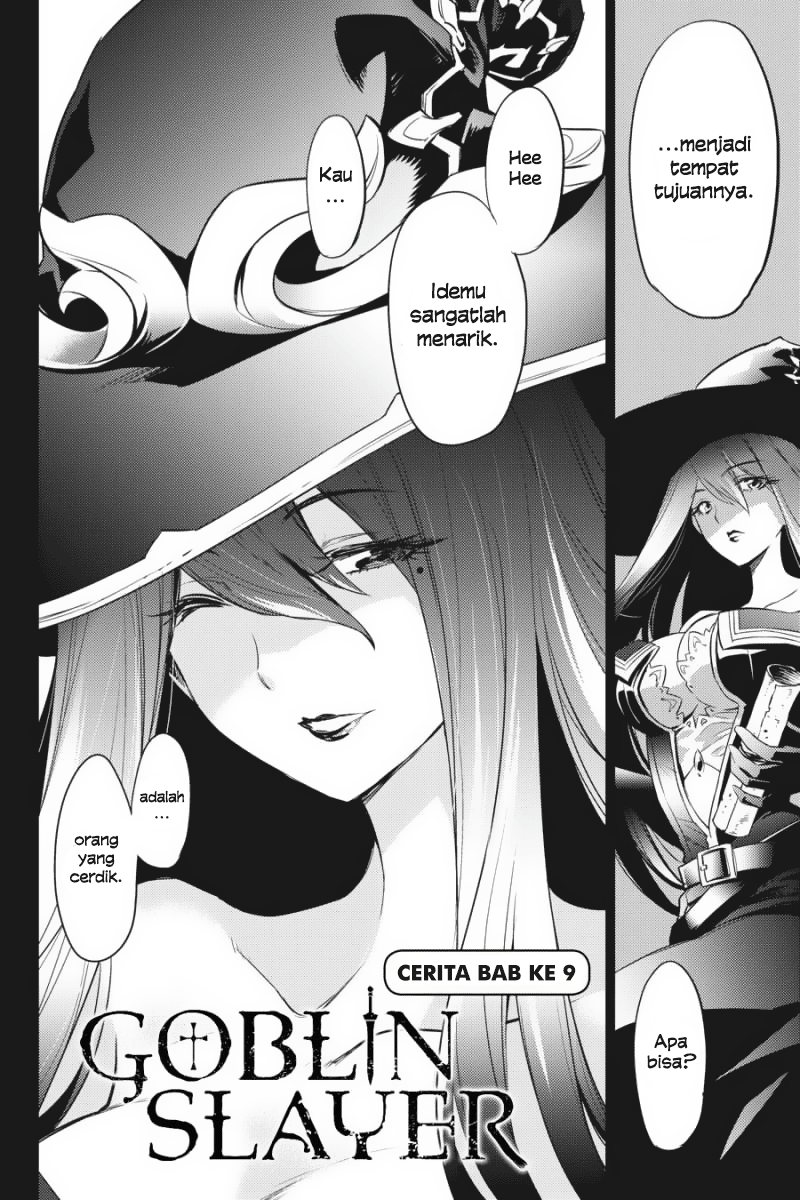 ...menjadi
tempat
tujuannya.
Apa
bisa?
Hee
Hee
Idemu
sangatlah
menarik.
Kau
...
adalah
...
orang
yang
cerdik.
CERITA BAB KE 9
GOBLIN
SLAYER